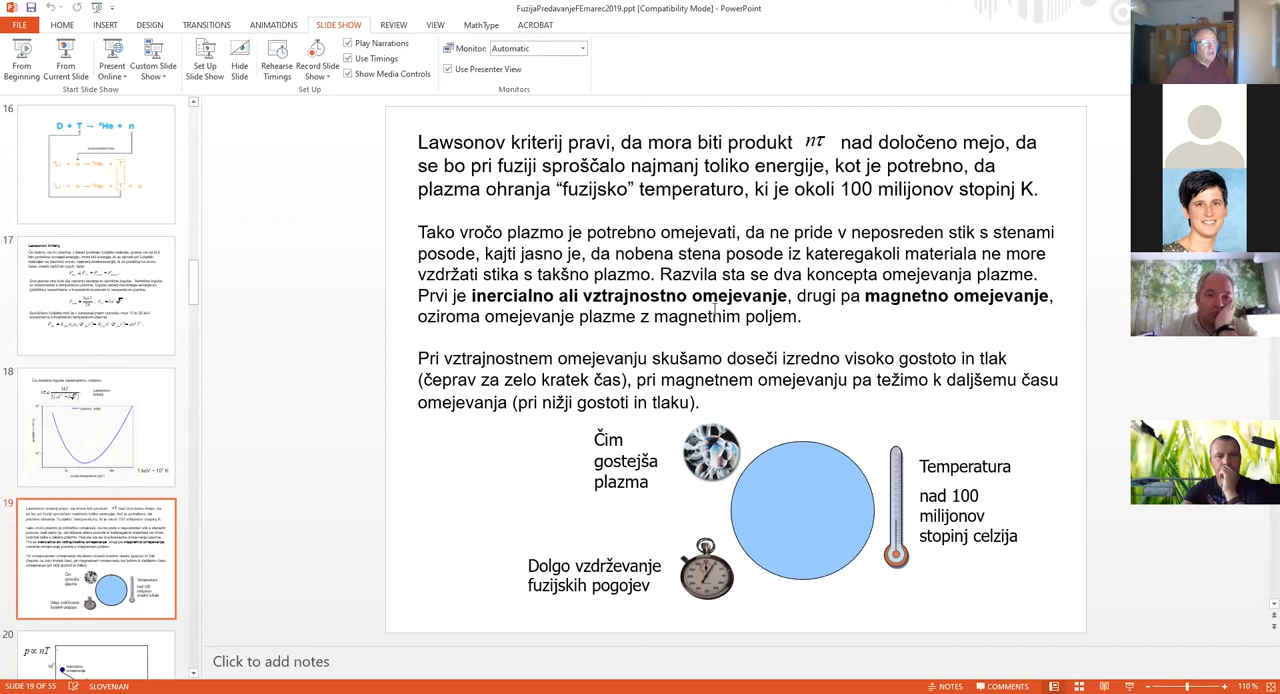 FuzijaPredavanjeFEmarec2019.ppt [Compatibility Mode] - PowerPoint
FILE HOME INSERT DESIGN TRANSITIONS ANIMATIONS SLIDE SHOW REVIEW VIEW MathType ACROBAT
From Beginning
From Current Slide
Present Online
Custom Slide Show
Set Up Slide Show
Hide Slide
Rehearse Timings
Record Slide Show
Play Narrations
Use Timings
Show Media Controls
Monitor: Automatic
Use Presenter View
Start Slide Show
Set Up
Monitors
16
D + T → ⁴He + n
17
Lawsonov kriterij
18
1 keV ~ 10⁷ K
19
20
p ∝ nT
Lawsonov kriterij pravi, da mora biti produkt nτ nad določeno mejo, da
se bo pri fuziji sproščalo najmanj toliko energije, kot je potrebno, da
plazma ohranja “fuzijsko” temperaturo, ki je okoli 100 milijonov stopinj K.
Tako vročo plazmo je potrebno omejevati, da ne pride v neposreden stik s stenami
posode, kajti jasno je, da nobena stena posode iz kateregakoli materiala ne more
vzdržati stika s takšno plazmo. Razvila sta se dva koncepta omejevanja plazme.
Prvi je inercialno ali vztrajnostno omejevanje, drugi pa magnetno omejevanje,
oziroma omejevanje plazme z magnetnim poljem.
Pri vztrajnostnem omejevanju skušamo doseči izredno visoko gostoto in tlak
(čeprav za zelo kratek čas), pri magnetnem omejevanju pa težimo k daljšemu času
omejevanja (pri nižji gostoti in tlaku).
Čim
gostejša
plazma
Temperatura
nad 100
milijonov
stopinj celzija
Dolgo vzdrževanje
fuzijskih pogojev
Click to add notes
SLIDE 19 OF 55 SLOVENIAN NOTES COMMENTS 110 %